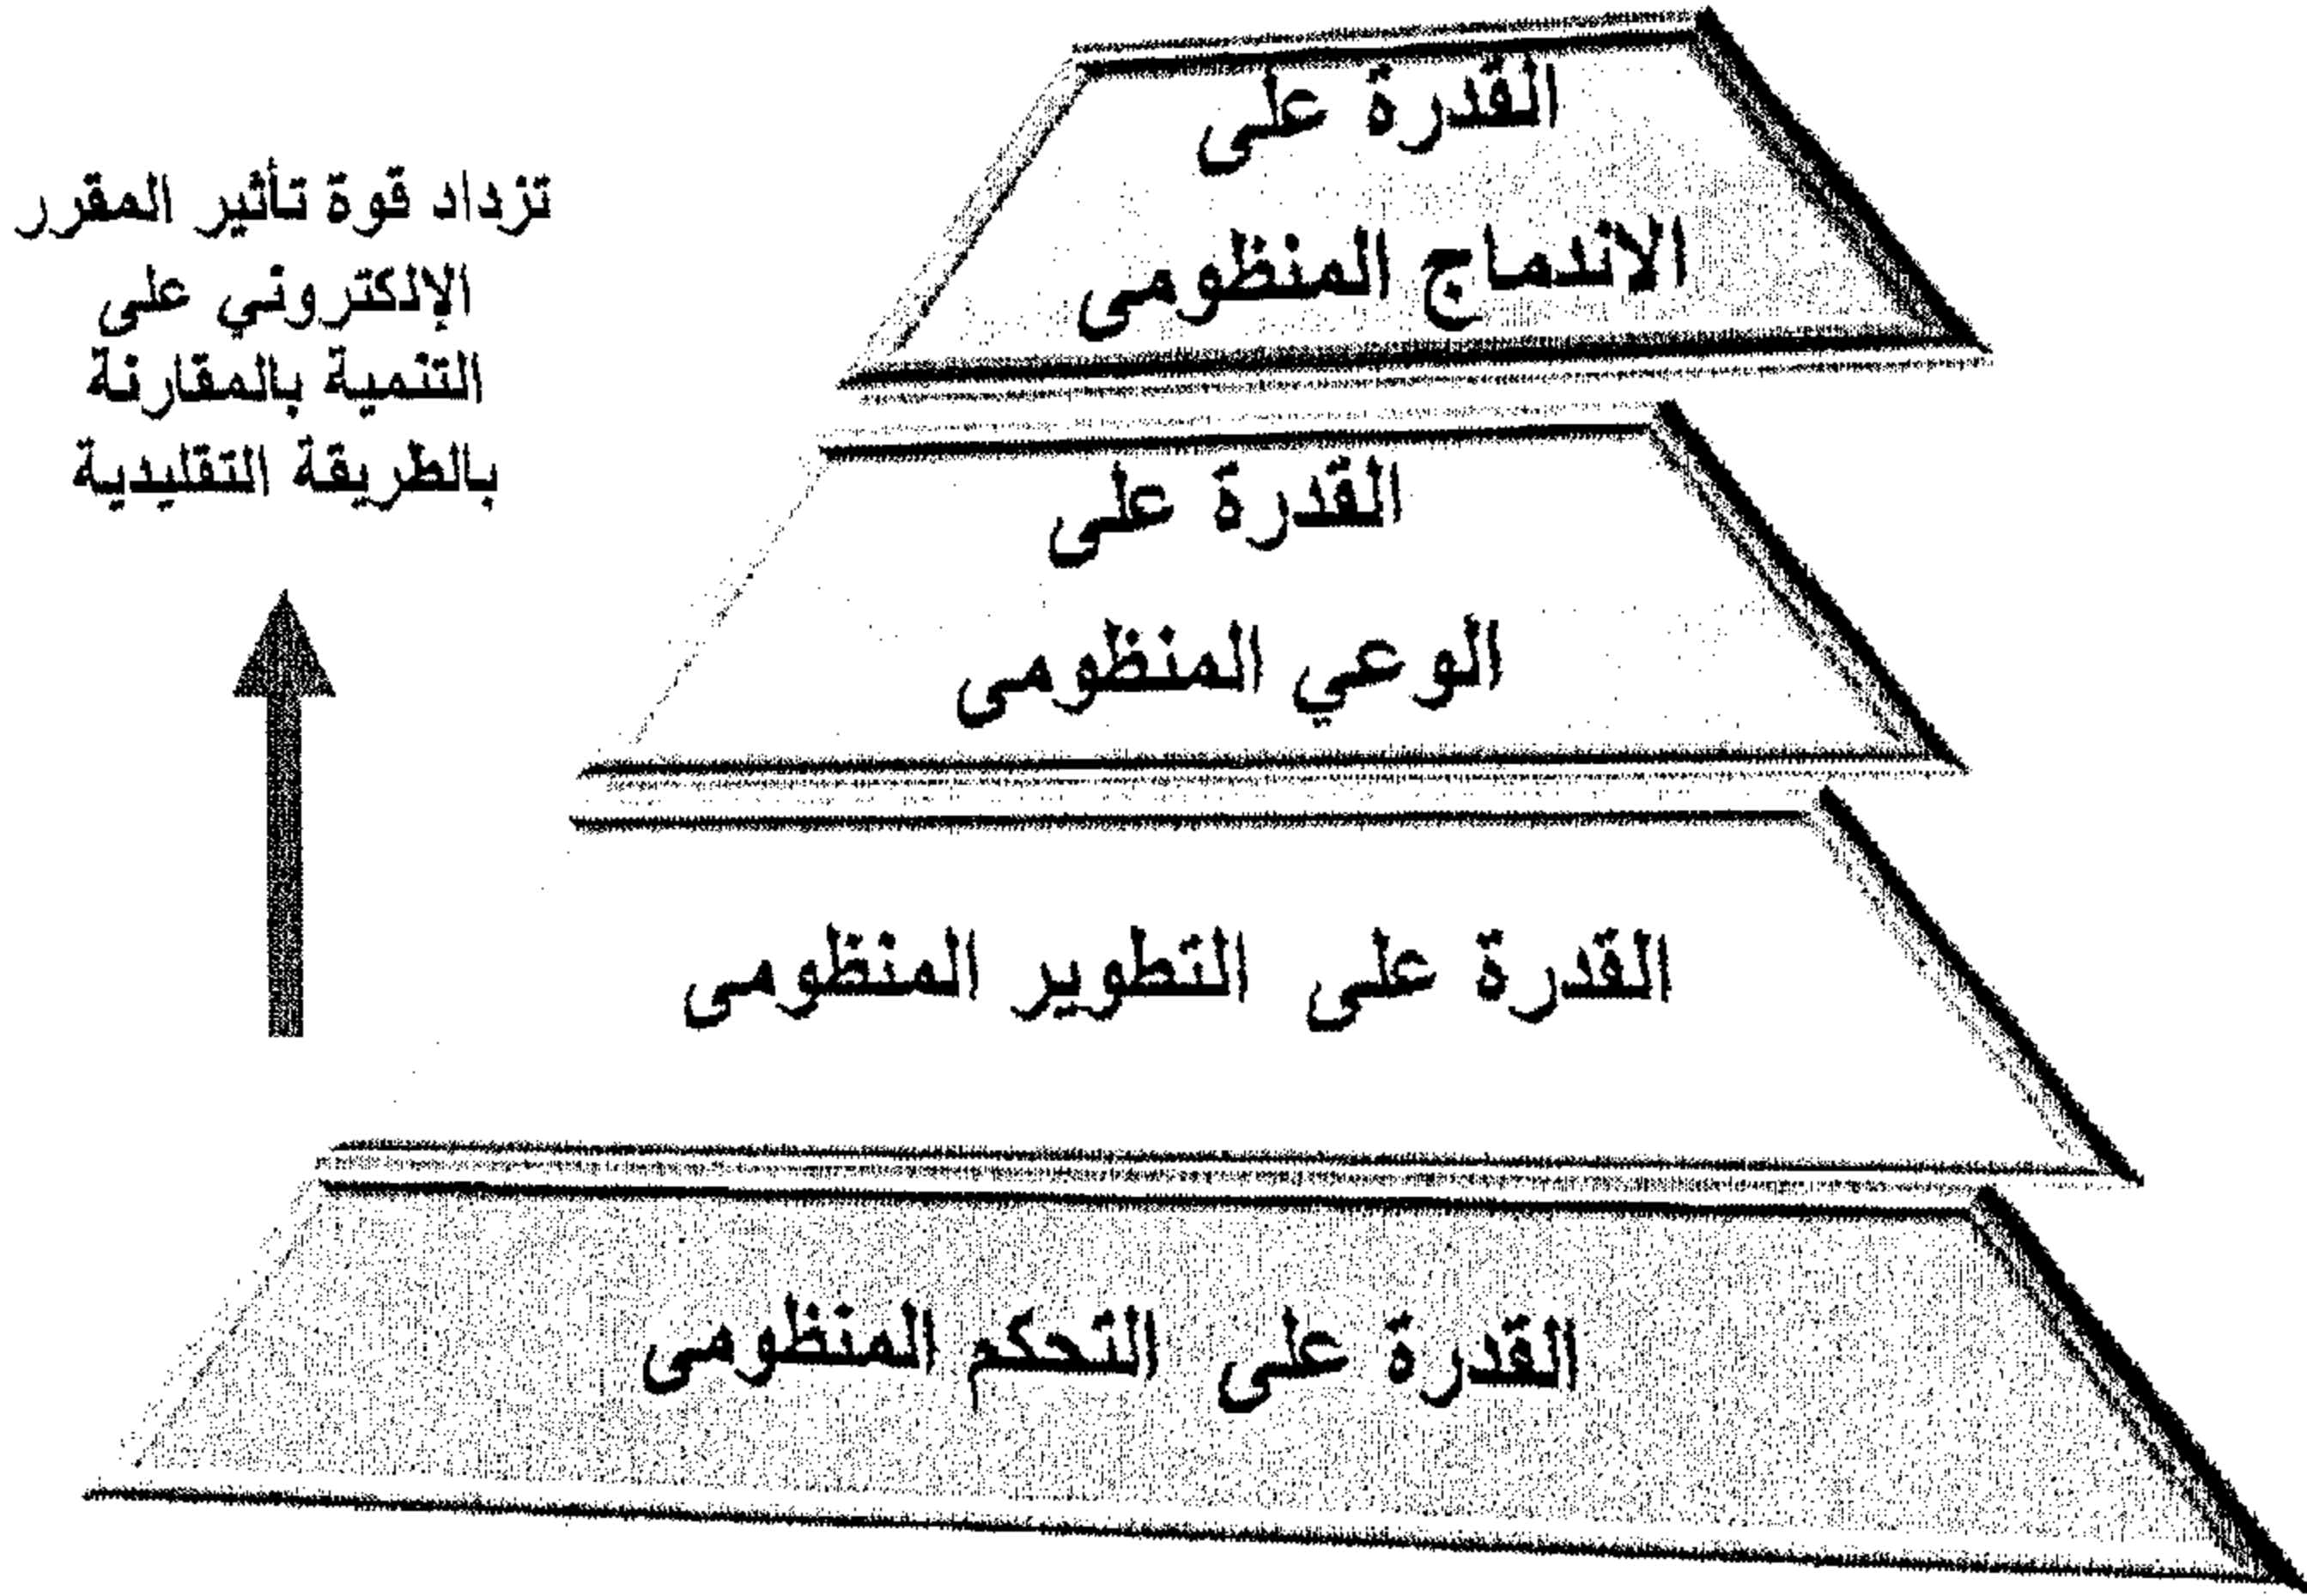 القدرة على
الاندماج المنظومى
تزداد قوة تأثير المقرر
الإلكتروني على
التنمية بالمقارنة
بالطريقة التقليدية
القدرة على
الوعي المنظومى
القدرة على التطوير المنظومى
القدرة على التحكم المنظومى